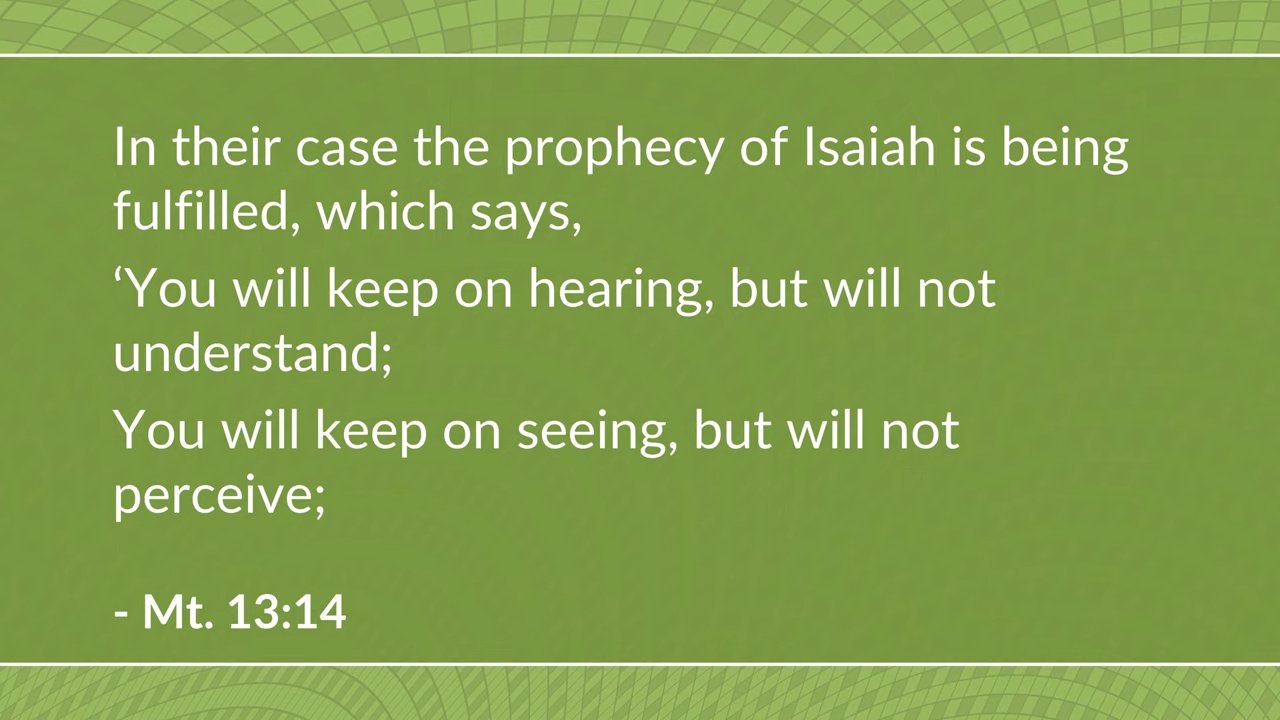 In their case the prophecy of Isaiah is being
fulfilled, which says,
‘You will keep on hearing, but will not
understand;
You will keep on seeing, but will not
perceive;
- Mt. 13:14